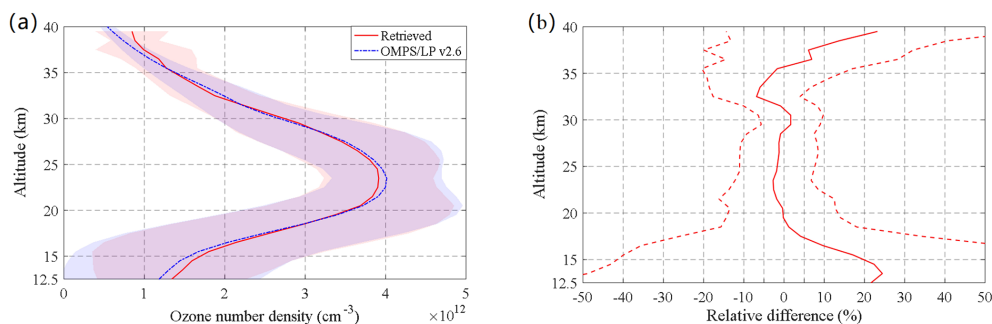 (a)
Retrieved
OMPS/LP v2.6
Altitude (km)
40
35
30
25
20
15
12.5
0 1 2 3 4 5
Ozone number density (cm⁻³) ×10¹²
(b)
Altitude (km)
40
35
30
25
20
15
12.5
-50 -40 -30 -20 -10 0 10 20 30 40 50
Relative difference (%)